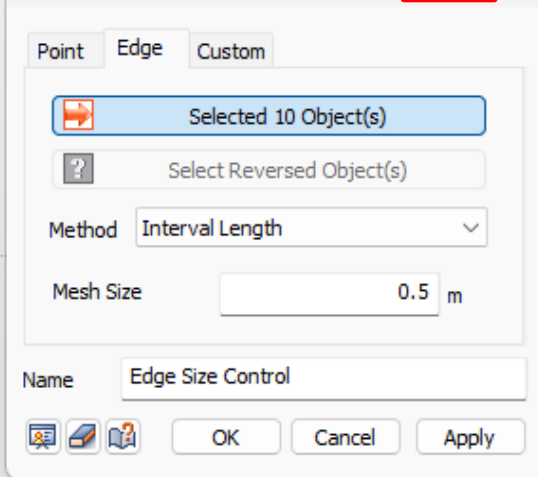 Point Edge Custom
Selected 10 Object(s)
? Select Reversed Object(s)
Method Interval Length
Mesh Size 0.5 m
Name Edge Size Control
OK Cancel Apply